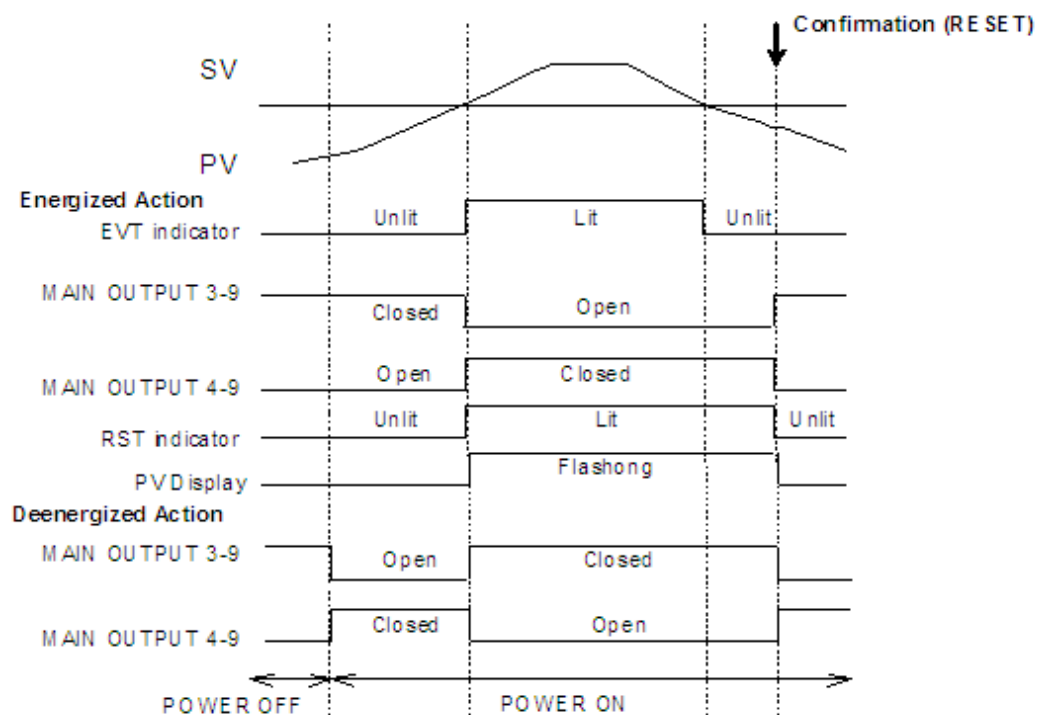 Confirmation (RESET)
SV
PV
Energized Action
EVT indicator
Unlit
Lit
Unlit
MAIN OUTPUT 3-9
Closed
Open
MAIN OUTPUT 4-9
Open
Closed
RST indicator
Unlit
Lit
Unlit
PV Display
Flashong
Deenergized Action
MAIN OUTPUT 3-9
Open
Closed
MAIN OUTPUT 4-9
Closed
Open
POWER OFF
POWER ON